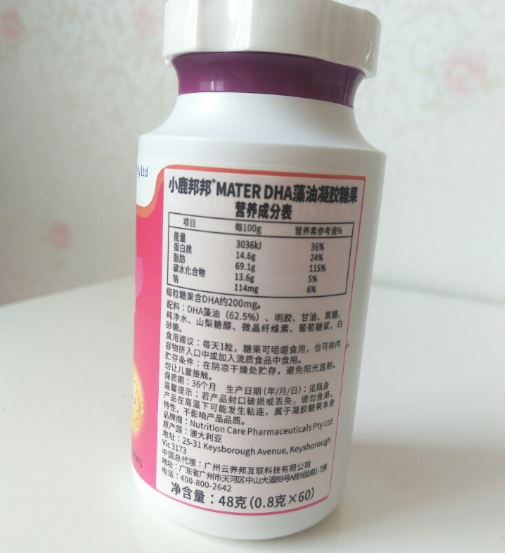 Ltd
小鹿邦邦®MATER DHA藻油凝胶糖果
营养成分表
项目 每100g 营养素参考值%
能量 3036kJ 36%
蛋白质 14.6g 24%
脂肪 69.1g 115%
碳水化合物 13.6g 5%
钠 114mg 6%
每粒糖果含DHA约200mg。
配料：DHA藻油（62.5%）、明胶、甘油、果糖、
纯净水、山梨糖醇、微晶纤维素、葡萄糖浆、白
砂糖。
食用建议：每天1粒，糖果可咀嚼食用，也可将内
容物挤入口中或加入流质食品中食用。
贮存条件：在阴凉干燥处贮存，避免阳光直射。
勿让儿童接触。
保质期：36个月 生产日期(年/月/日)：见瓶身
温馨提示：若产品封口破损或丢失，请勿食用。
产品在高温下可能发生粘连，属于凝胶糖果本身
特性，不影响产品品质。
品牌商：Nutrition Care Pharmaceuticals Pty Ltd
原产国：澳大利亚
地址：25-31 Keysborough Avenue, Keysborough
Vic 3173
中国总代理：广州云养邦互联科技有限公司
地址：广东省广州市天河区中山大道89号
电话：400-800-2642
净含量：48克(0.8克×60)